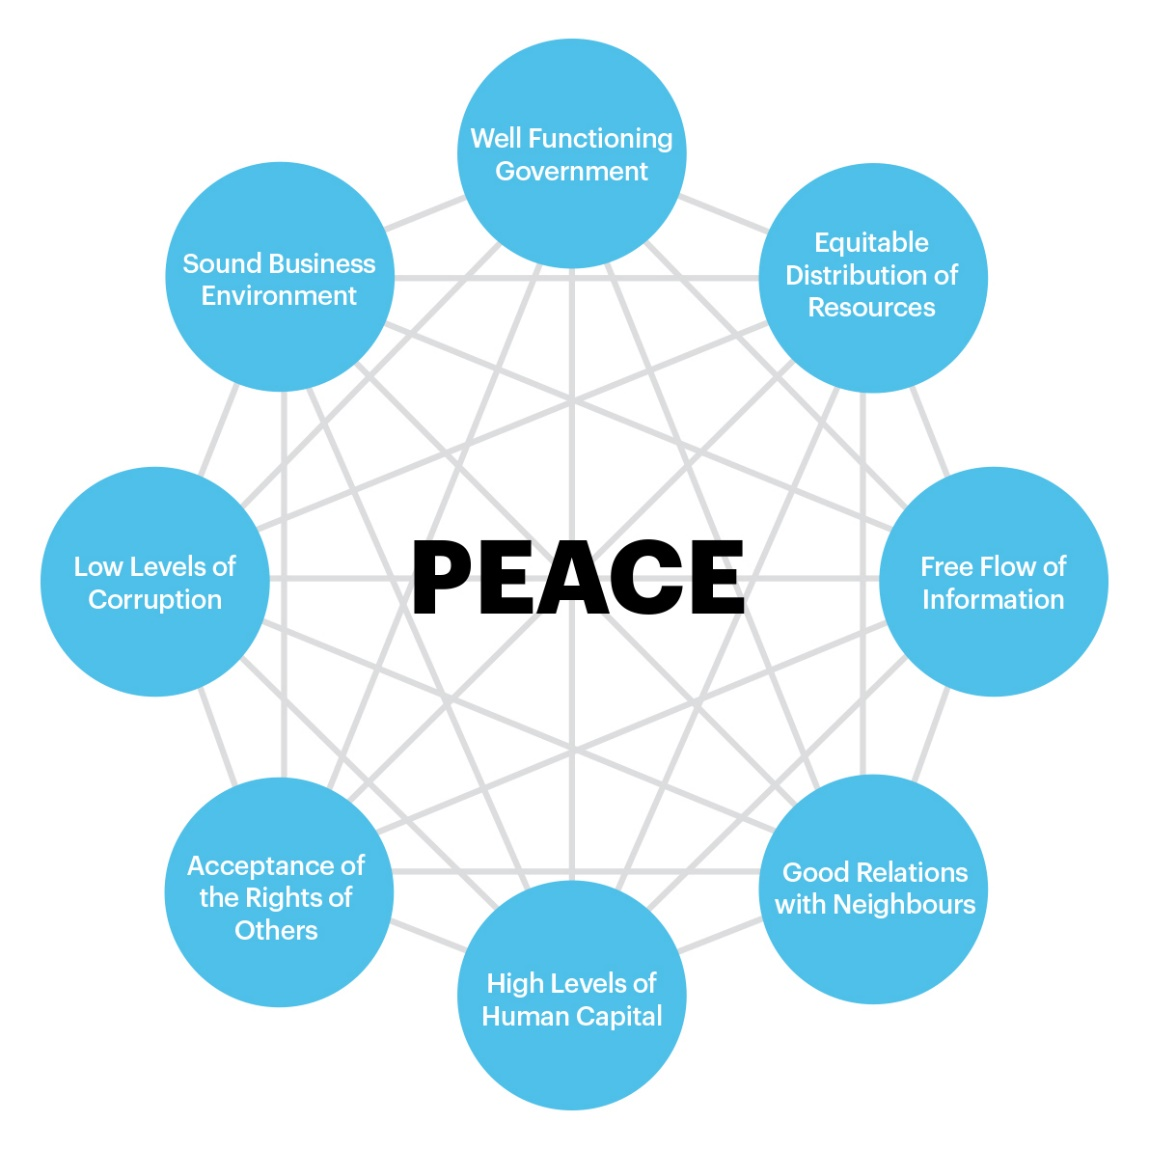 Well Functioning
Government
Sound Business
Environment
Equitable
Distribution of
Resources
Low Levels of
Corruption
PEACE
Free Flow of
Information
Acceptance of
the Rights of
Others
Good Relations
with Neighbours
High Levels of
Human Capital